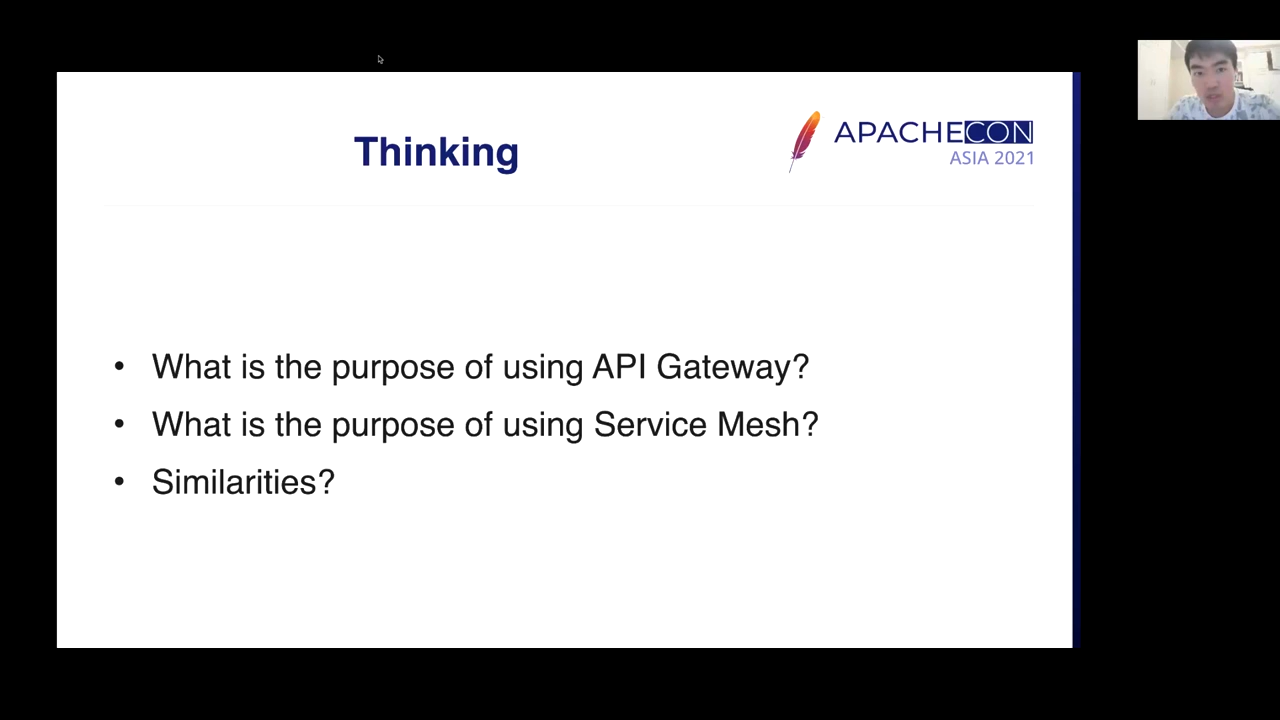 Thinking
APACHECON
ASIA 2021
• What is the purpose of using API Gateway?
• What is the purpose of using Service Mesh?
• Similarities?